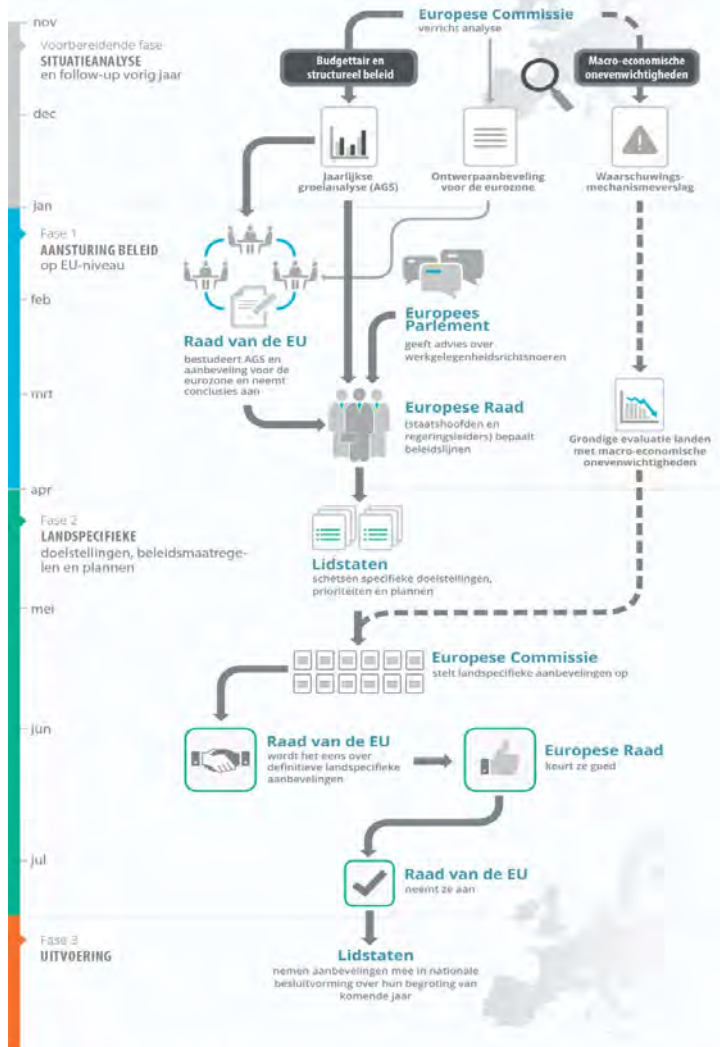 nov
Europese Commissie
verricht analyse
Voorbereidende fase
SITUATIEANALYSE
en follow-up vorig jaar
Budgettair en
structureel beleid
Macro-economische
onevenwichtigheden
dec
Jaarlijkse
groeianalyse (AGS)
Ontwerpaanbeveling
voor de eurozone
Waarschuwings-
mechanismeverslag
jan
Fase 1
AANSTURING BELEID
op EU-niveau
feb
Europees
Parlement
geeft advies over
werkgelegenheidsrichtsnoeren
Raad van de EU
bestudeert AGS en
aanbeveling voor de
eurozone en neemt
conclusies aan
mrt
Europese Raad
(staatshoofden en
regeringsleiders) bepaalt
beleidslijnen
Grondige evaluatie landen
met macro-economische
onevenwichtigheden
apr
Fase 2
LANDSPECIFIEKE
doelstellingen, beleidsmaatrege-
len en plannen
Lidstaten
schetsen specifieke doelstellingen,
prioriteiten en plannen
mei
Europese Commissie
stelt landspecifieke aanbevelingen op
jun
Raad van de EU
wordt het eens over
definitieve landspecifieke
aanbevelingen
Europese Raad
keurt ze goed
jul
Raad van de EU
neemt ze aan
Fase 3
UITVOERING
Lidstaten
nemen aanbevelingen mee in nationale
besluitvorming over hun begroting van
komende jaar